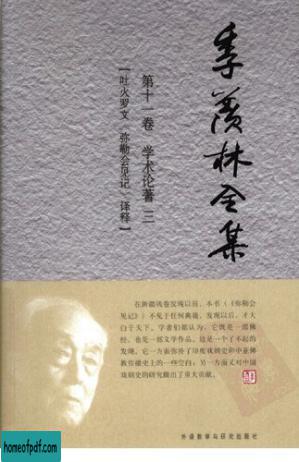 季羡林全集
第十一卷 学术论著 三
[吐火罗文《弥勒会见记》译释]
在新疆残卷发现以前,本书(《弥勒会
见记》)不见于任何典籍。发现以后,才大
白于天下。学者们都认为,它既是一部佛
经,也是一部文学作品。这是一个了不起的
发现。它一方面弥补了印度戏剧史和中亚佛
教传播史上的一些空白;另一方面又对中国
戏剧史的研究做出了重大贡献。
外语教学与研究出版社
homeofpdf.com
homeofpdf.com